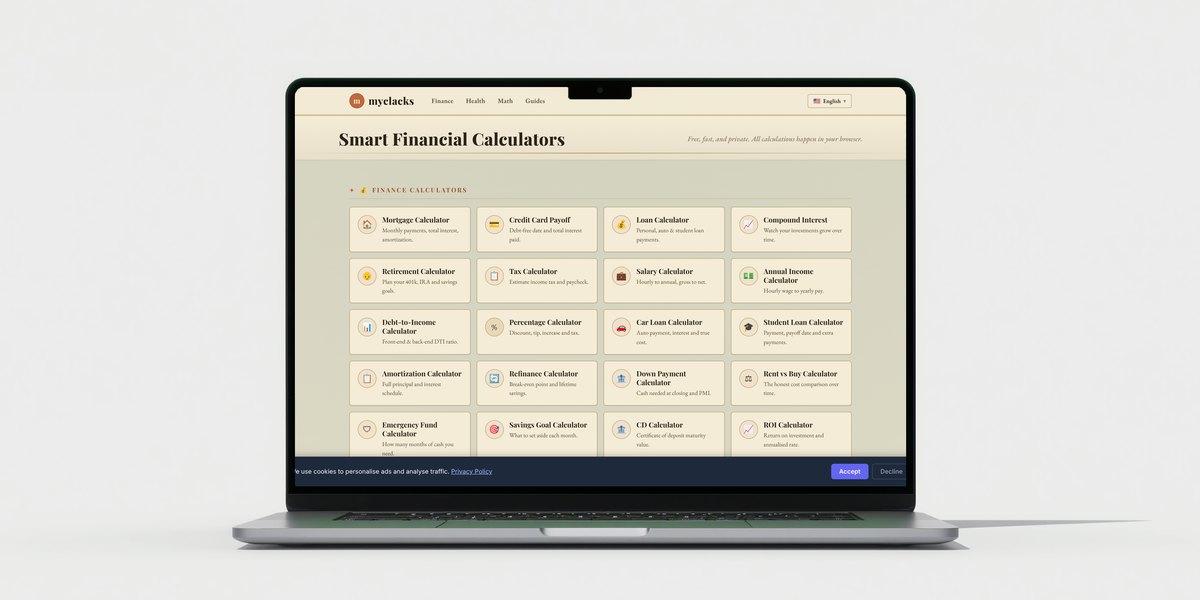 m myclacks Finance Health Math Guides English
Smart Financial Calculators
Free, fast, and private. All calculations happen in your browser.
FINANCE CALCULATORS
Mortgage Calculator
Monthly payments, total interest,
amortization.
Credit Card Payoff
Debt-free date and total interest
paid.
Loan Calculator
Personal, auto & student loan
payments.
Compound Interest
Watch your investments grow over
time.
Retirement Calculator
Plan your 401k, IRA and savings
goals.
Tax Calculator
Estimate income tax and paycheck.
Salary Calculator
Hourly to annual, gross to net.
Annual Income
Calculator
Hourly wage to yearly pay.
Debt-to-Income
Calculator
Front-end & back-end DTI ratio.
%
Percentage Calculator
Discount, tip, increase and tax.
Car Loan Calculator
Auto payment, interest and true
cost.
Student Loan Calculator
Payment, payoff date and extra
payments.
Amortization Calculator
Full principal and interest
schedule.
Refinance Calculator
Break-even point and lifetime
savings.
Down Payment
Calculator
Cash needed at closing and PMI.
Rent vs Buy Calculator
The honest cost comparison over
time.
Emergency Fund
Calculator
How many months of cash you
need.
Savings Goal Calculator
What to set aside each month.
CD Calculator
Certificate of deposit maturity
value.
ROI Calculator
Return on investment and
annualised rate.
e use cookies to personalise ads and analyse traffic. Privacy Policy
Accept
Decline